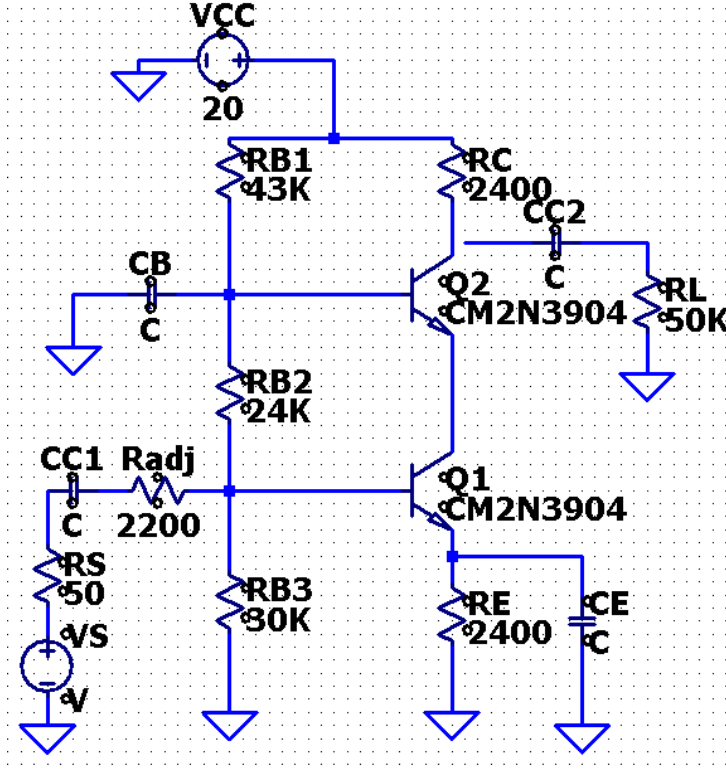 VCC
20
RB1
43K
RC
2400
CC2
C
CB
C
Q2
CM2N3904
RL
50K
RB2
24K
CC1
C
Radj
2200
Q1
CM2N3904
RS
50
RB3
30K
RE
2400
CE
C
VS
V